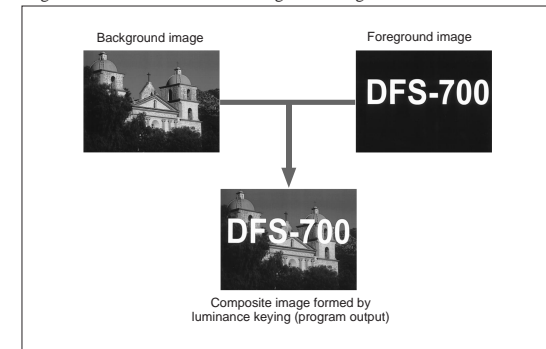 Background image
Foreground image
DFS-700
DFS-700
Composite image formed by
luminance keying (program output)